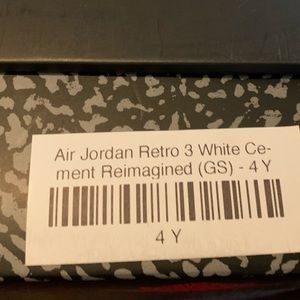 Air Jordan Retro 3 White Ce-
ment Reimagined (GS) - 4 Y
4 Y